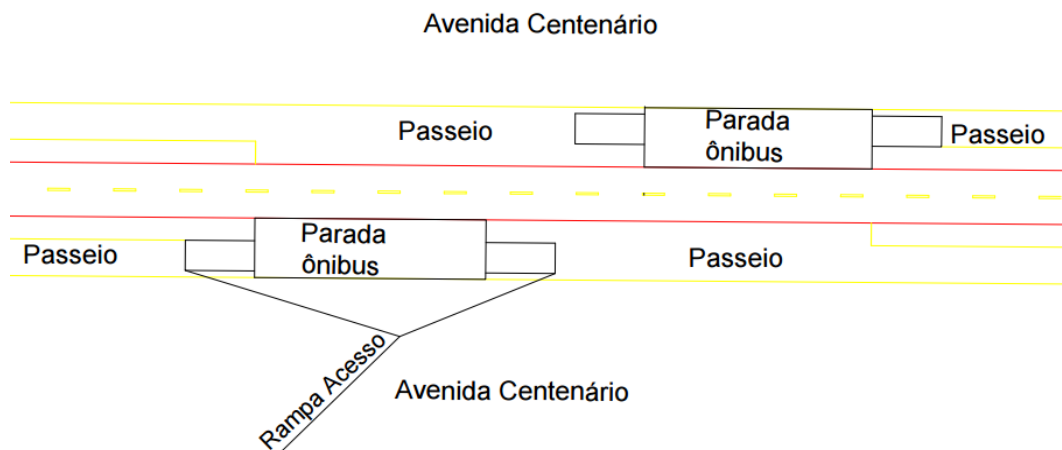 Avenida Centenário
Passeio
Parada
ônibus
Passeio
Passeio
Parada
ônibus
Passeio
Rampa Acesso
Avenida Centenário